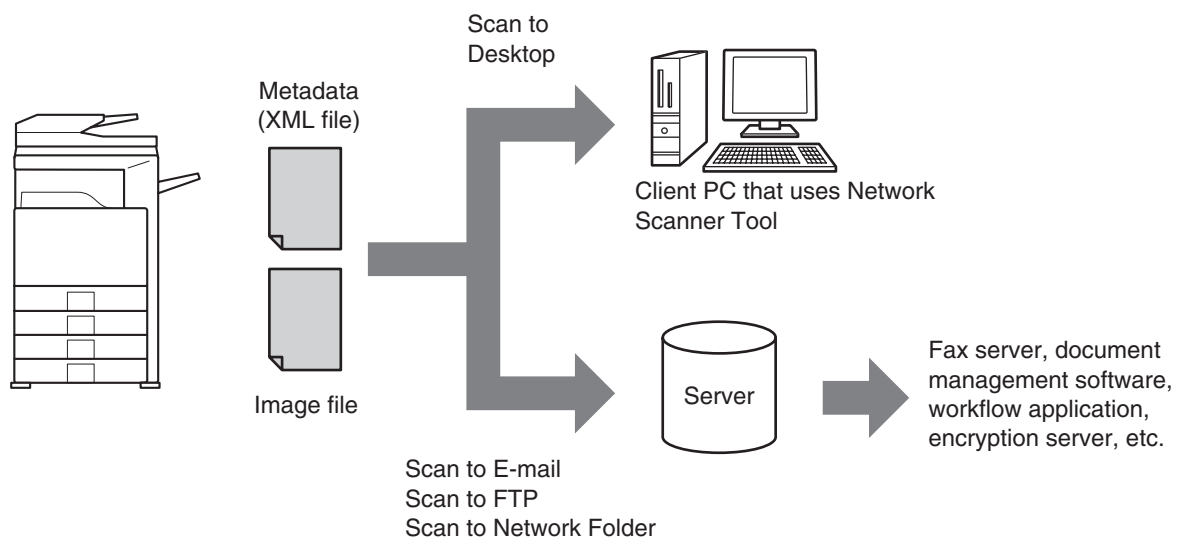 Scan to
Desktop
Metadata
(XML file)
Client PC that uses Network
Scanner Tool
Image file
Server
Fax server, document
management software,
workflow application,
encryption server, etc.
Scan to E-mail
Scan to FTP
Scan to Network Folder